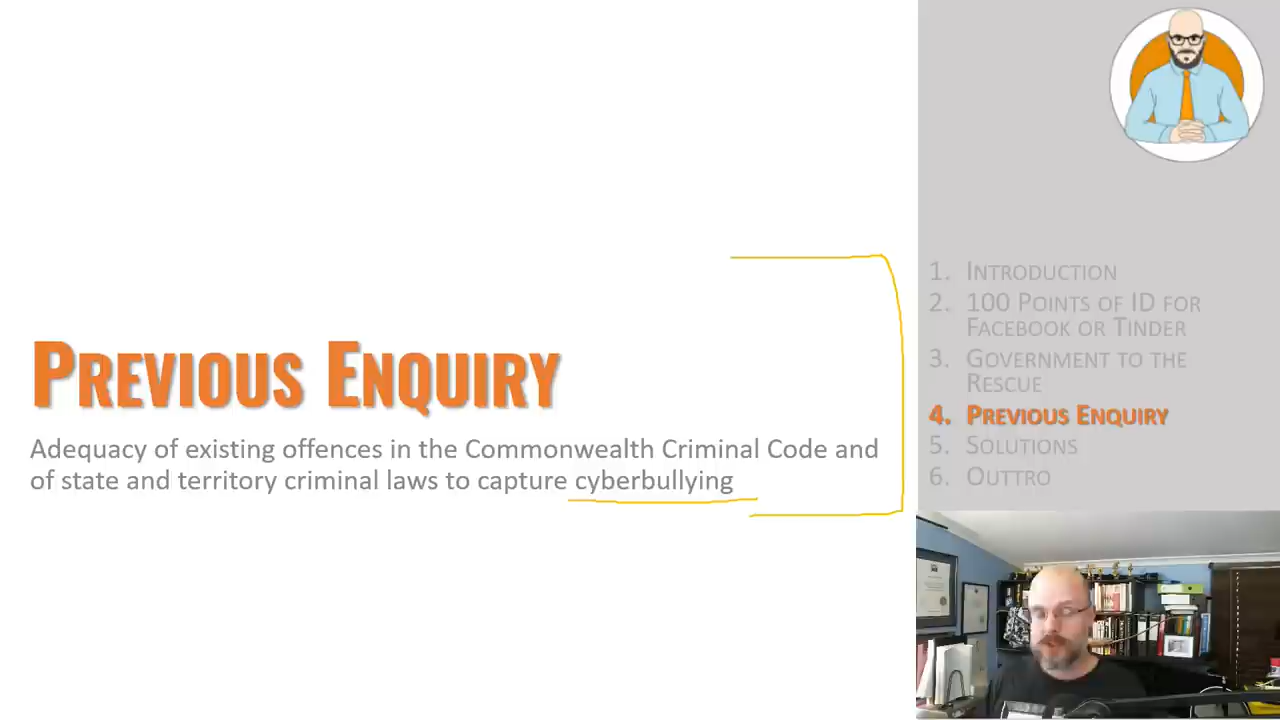 PREVIOUS ENQUIRY
Adequacy of existing offences in the Commonwealth Criminal Code and
of state and territory criminal laws to capture cyberbullying
1. INTRODUCTION
2. 100 POINTS OF ID FOR
FACEBOOK OR TINDER
3. GOVERNMENT TO THE
RESCUE
4. PREVIOUS ENQUIRY
5. SOLUTIONS
6. OUTTRO